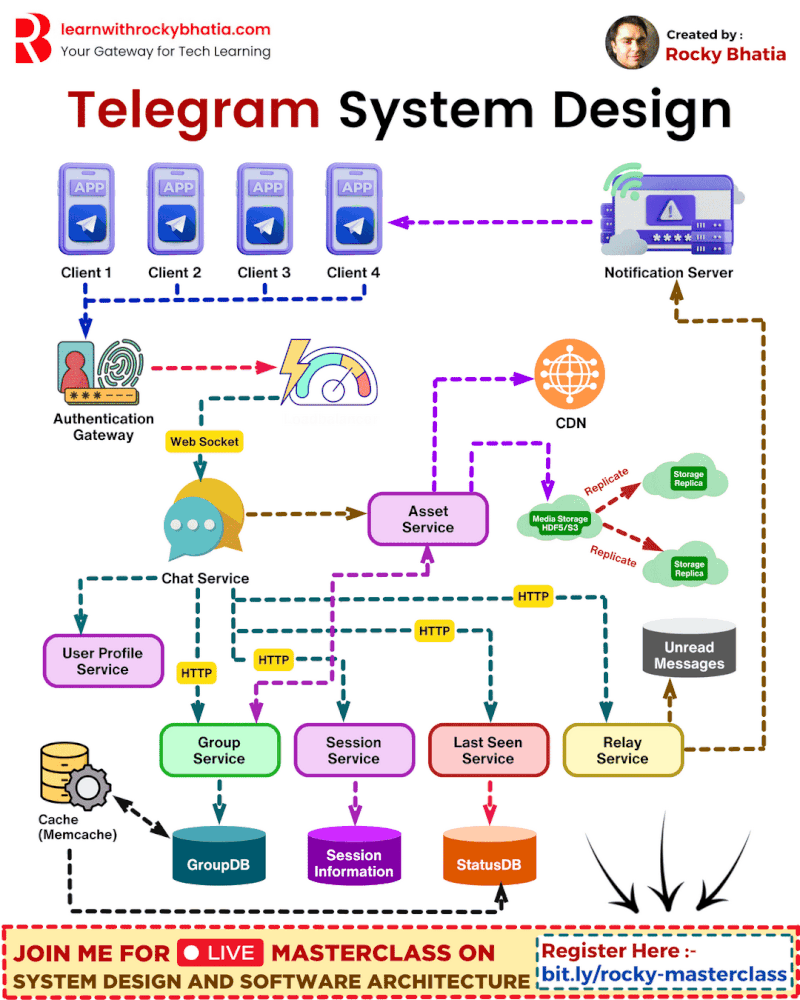 learnwithrockybhatia.com
Your Gateway for Tech Learning
Created by :
Rocky Bhatia
Telegram System Design
APP
APP
APP
APP
Client 1
Client 2
Client 3
Client 4
Notification Server
Authentication
Gateway
Web Socket
CDN
Asset
Service
Media Storage
HDF5/S3
Replicate
Storage
Replica
Replicate
Storage
Replica
Chat Service
HTTP
HTTP
HTTP
HTTP
User Profile
Service
Unread
Messages
Group
Service
Session
Service
Last Seen
Service
Relay
Service
Cache
(Memcache)
GroupDB
Session
Information
StatusDB
JOIN ME FOR LIVE MASTERCLASS ON
SYSTEM DESIGN AND SOFTWARE ARCHITECTURE
Register Here :-
bit.ly/rocky-masterclass